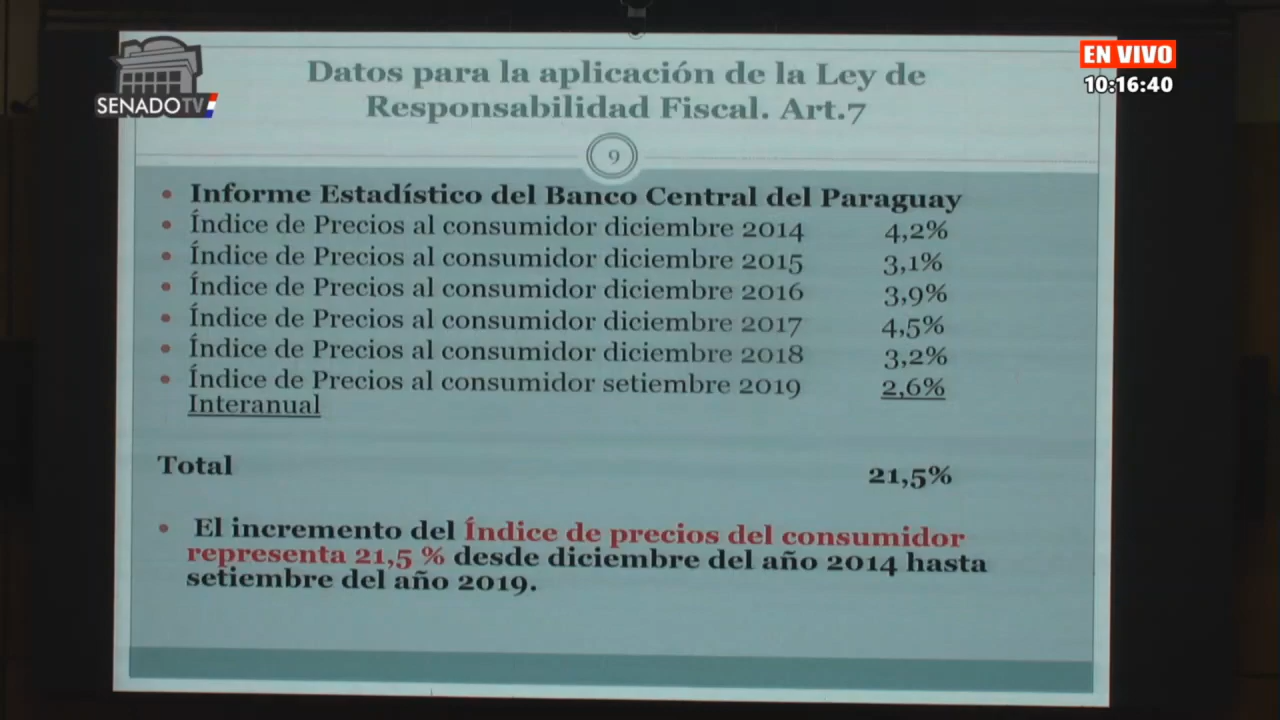 SENADOTV
EN VIVO
10:16:40
Datos para la aplicación de la Ley de
Responsabilidad Fiscal. Art.7
9
• Informe Estadístico del Banco Central del Paraguay
• Índice de Precios al consumidor diciembre 2014 4,2%
• Índice de Precios al consumidor diciembre 2015 3,1%
• Índice de Precios al consumidor diciembre 2016 3,9%
• Índice de Precios al consumidor diciembre 2017 4,5%
• Índice de Precios al consumidor diciembre 2018 3,2%
• Índice de Precios al consumidor setiembre 2019 2,6%
Interanual
Total 21,5%
• El incremento del Índice de precios del consumidor
representa 21,5 % desde diciembre del año 2014 hasta
setiembre del año 2019.